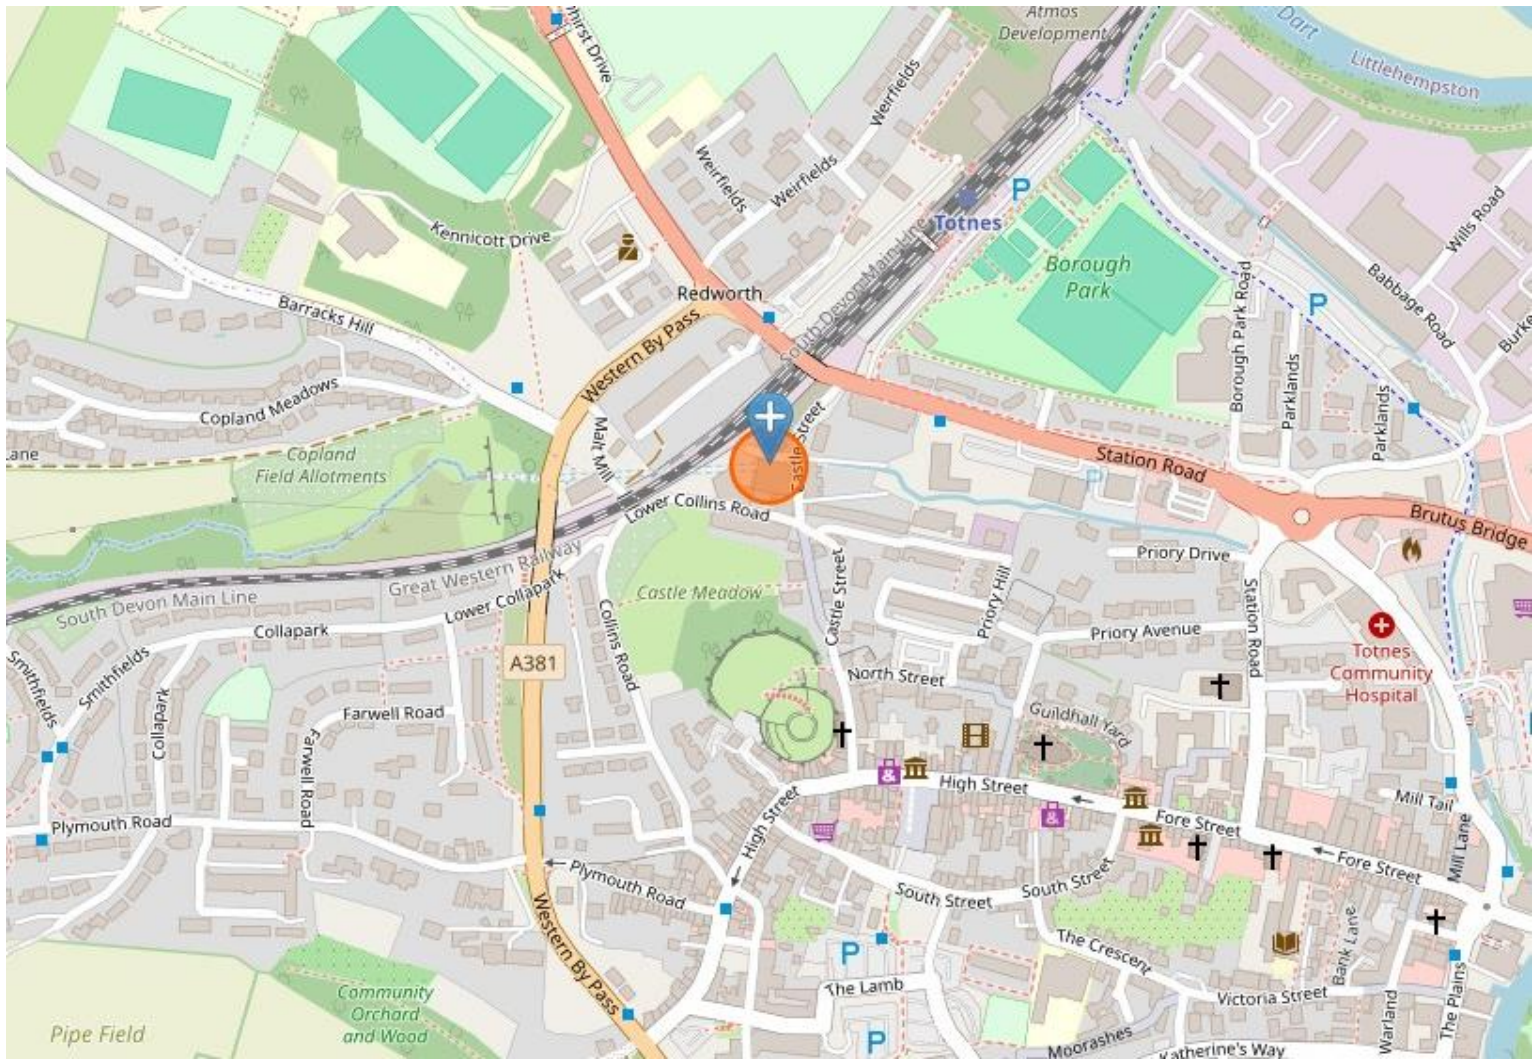 Atmos
Development
Dart
Littlehempston
hirst Drive
Weirfields
Weirfields
Weirfields
Kennicott Drive
P
Totnes
Wills Road
Borough
Park
Babbage Road
Burke
Barracks Hill
Redworth
South Devon Main Line
P
Western By Pass
Borough Park Road
Parklands
Parklands
Copland Meadows
Lane
Copland
Field Allotments
Malt Mill
Castle Street
Station Road
P
Brutus Bridge
Lower Collins Road
Great Western Railway
South Devon Main Line
Lower Collapark
Collapark
Castle Meadow
Castle Street
Priory Hill
Priory Drive
Priory Avenue
Station Road
Totnes
Community
Hospital
Smithfields
Smithfields
Collapark
A381
Collins Road
North Street
Guildhall Yard
Farwell Road
Farwell Road
High Street
High Street
Fore Street
Fore Street
Mill Tail
Mill Lane
Plymouth Road
Plymouth Road
South Street
South Street
Western By Pass
The Crescent
Bank Lane
P
The Lamb
Victoria Street
Warland
The Plains
Community
Orchard
and Wood
Pipe Field
P
Moorashes
Katherine's Way